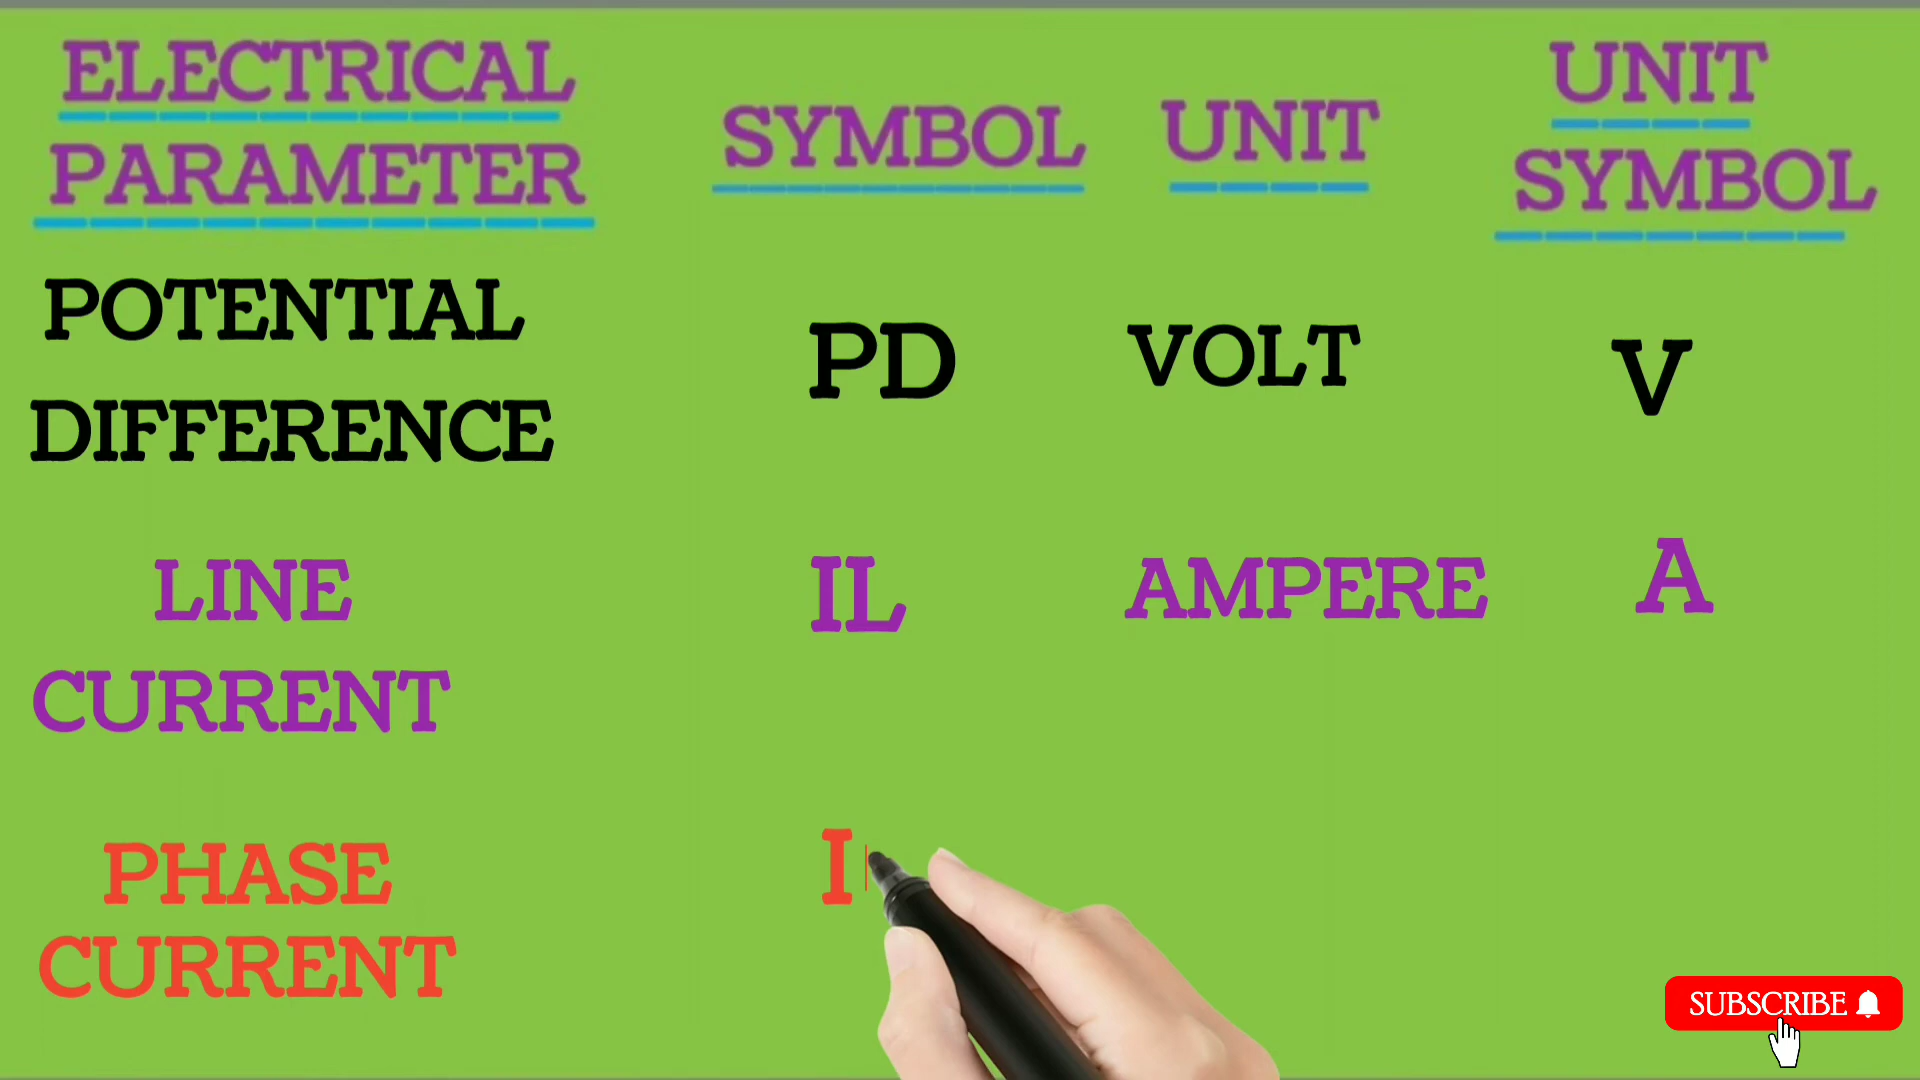 ELECTRICAL
PARAMETER
SYMBOL
UNIT
UNIT
SYMBOL
POTENTIAL
DIFFERENCE
PD
VOLT
V
LINE
CURRENT
IL
AMPERE
A
PHASE
CURRENT
I
SUBSCRIBE